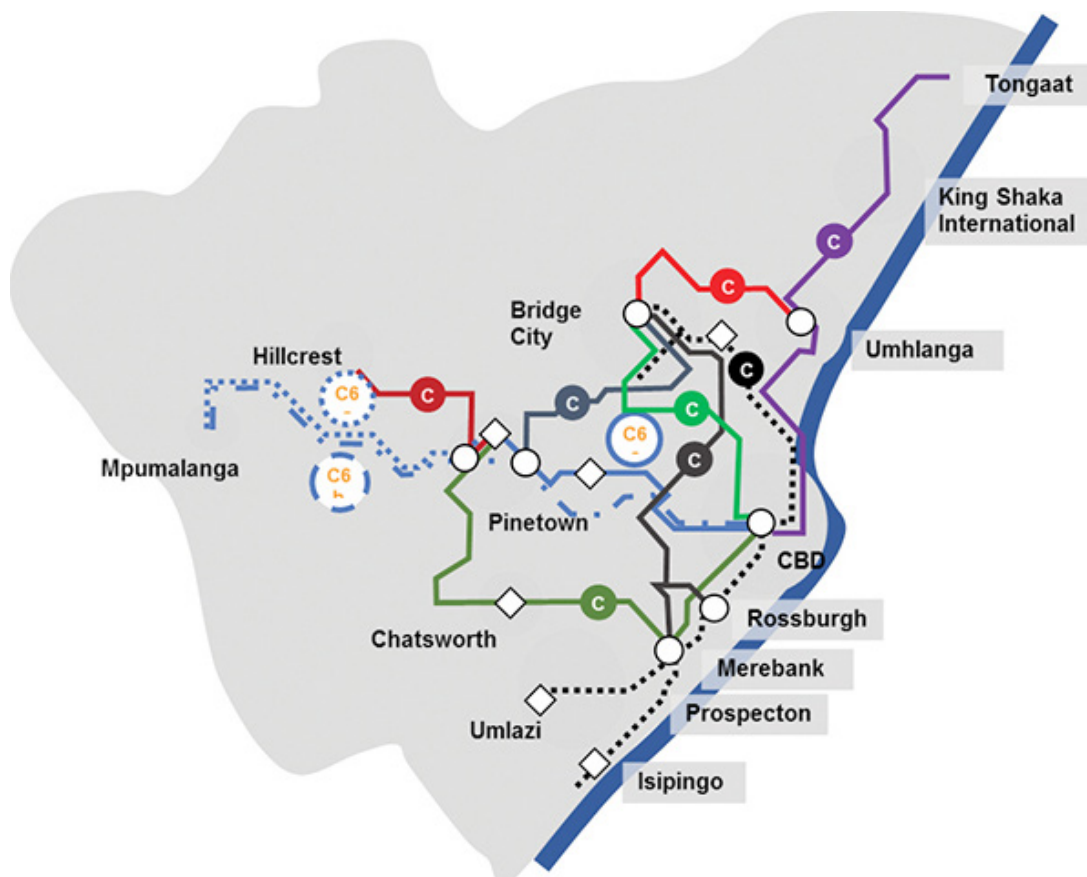 Tongaat
King Shaka
International
C
C
Bridge
City
Umhlanga
Hillcrest
C
C6
-
C
C
C
C6
-
C
Mpumalanga
C6
Pinetown
CBD
C
Chatsworth
Rossburgh
Merebank
Prospecton
Umlazi
Isipingo